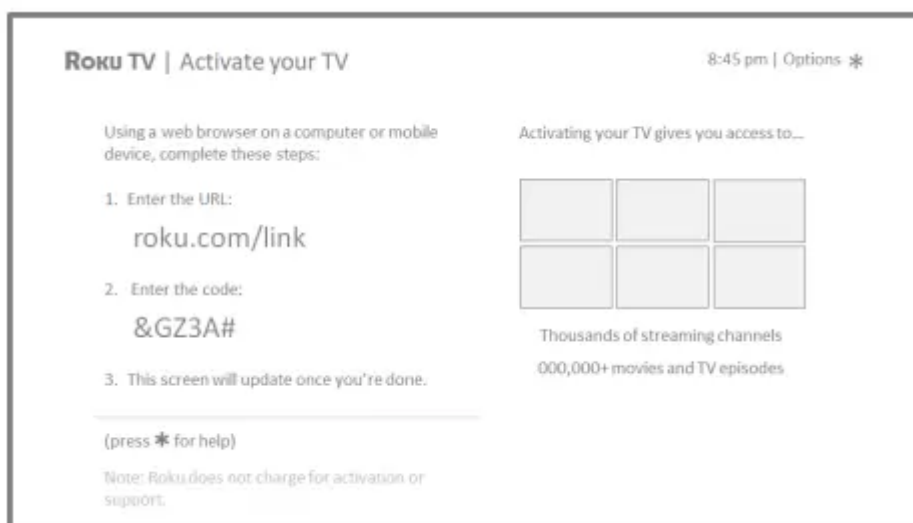 Roku TV | Activate your TV
8:45 pm | Options *
Using a web browser on a computer or mobile
device, complete these steps:
1. Enter the URL:
roku.com/link
2. Enter the code:
&GZ3A#
3. This screen will update once you're done.
(press * for help)
Note: Roku does not charge for activation or
support.
Activating your TV gives you access to...
Thousands of streaming channels
000,000+ movies and TV episodes